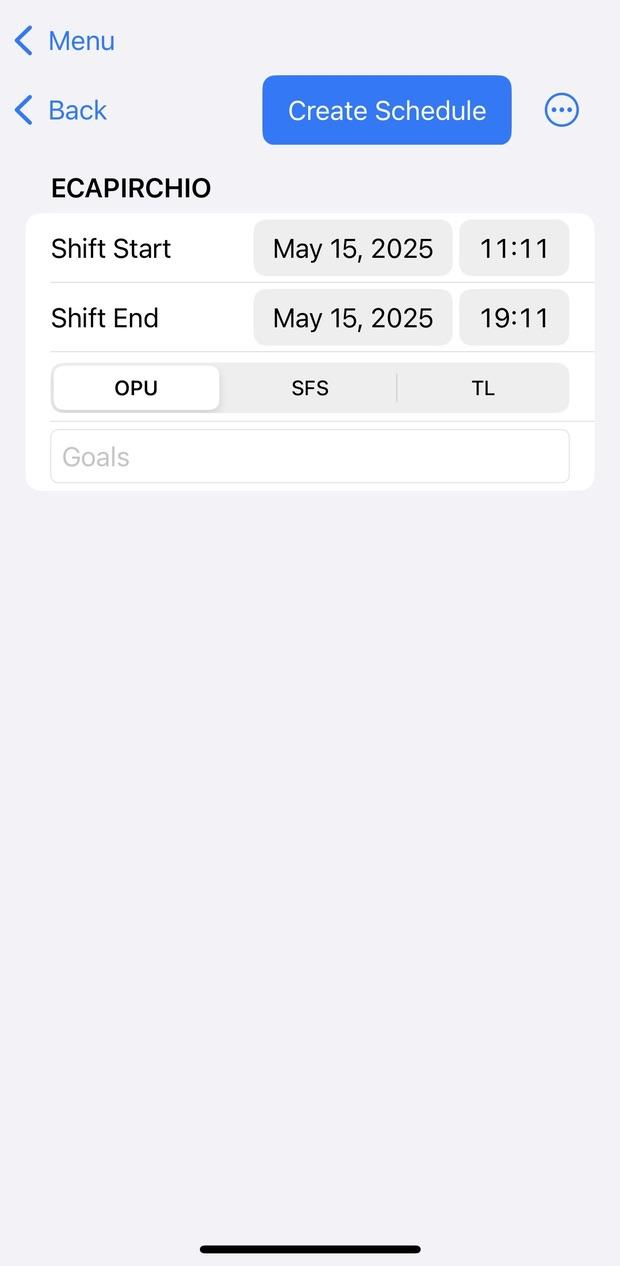 Menu
Back
Create Schedule
ECAPIRCHIO
Shift Start May 15, 2025 11:11
Shift End May 15, 2025 19:11
OPU SFS TL
Goals